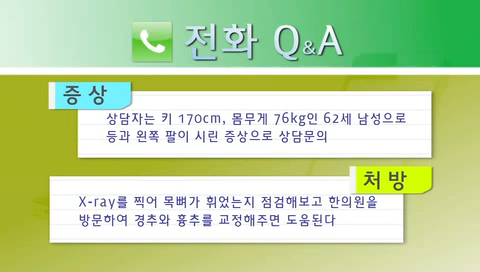 전화 Q&A
증상
상담자는 키 170cm, 몸무게 76kg인 62세 남성으로
등과 왼쪽 팔이 시린 증상으로 상담문의
처방
X-ray를 찍어 목뼈가 휘었는지 점검해보고 한의원을
방문하여 경추와 흉추를 교정해주면 도움된다